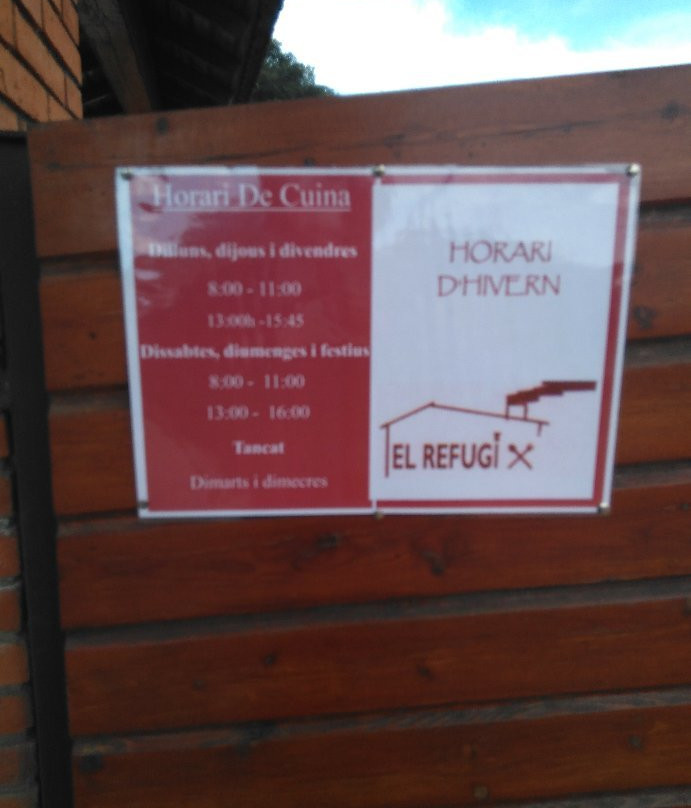 Horari De Cuina
Dilluns, dijous i divendres
8:00 - 11:00
13:00h -15:45
Dissabtes, diumenges i festius
8:00 - 11:00
13:00 - 16:00
Tancat
Dimarts i dimecres
HORARI
D'HIVERN
EL REFUGI